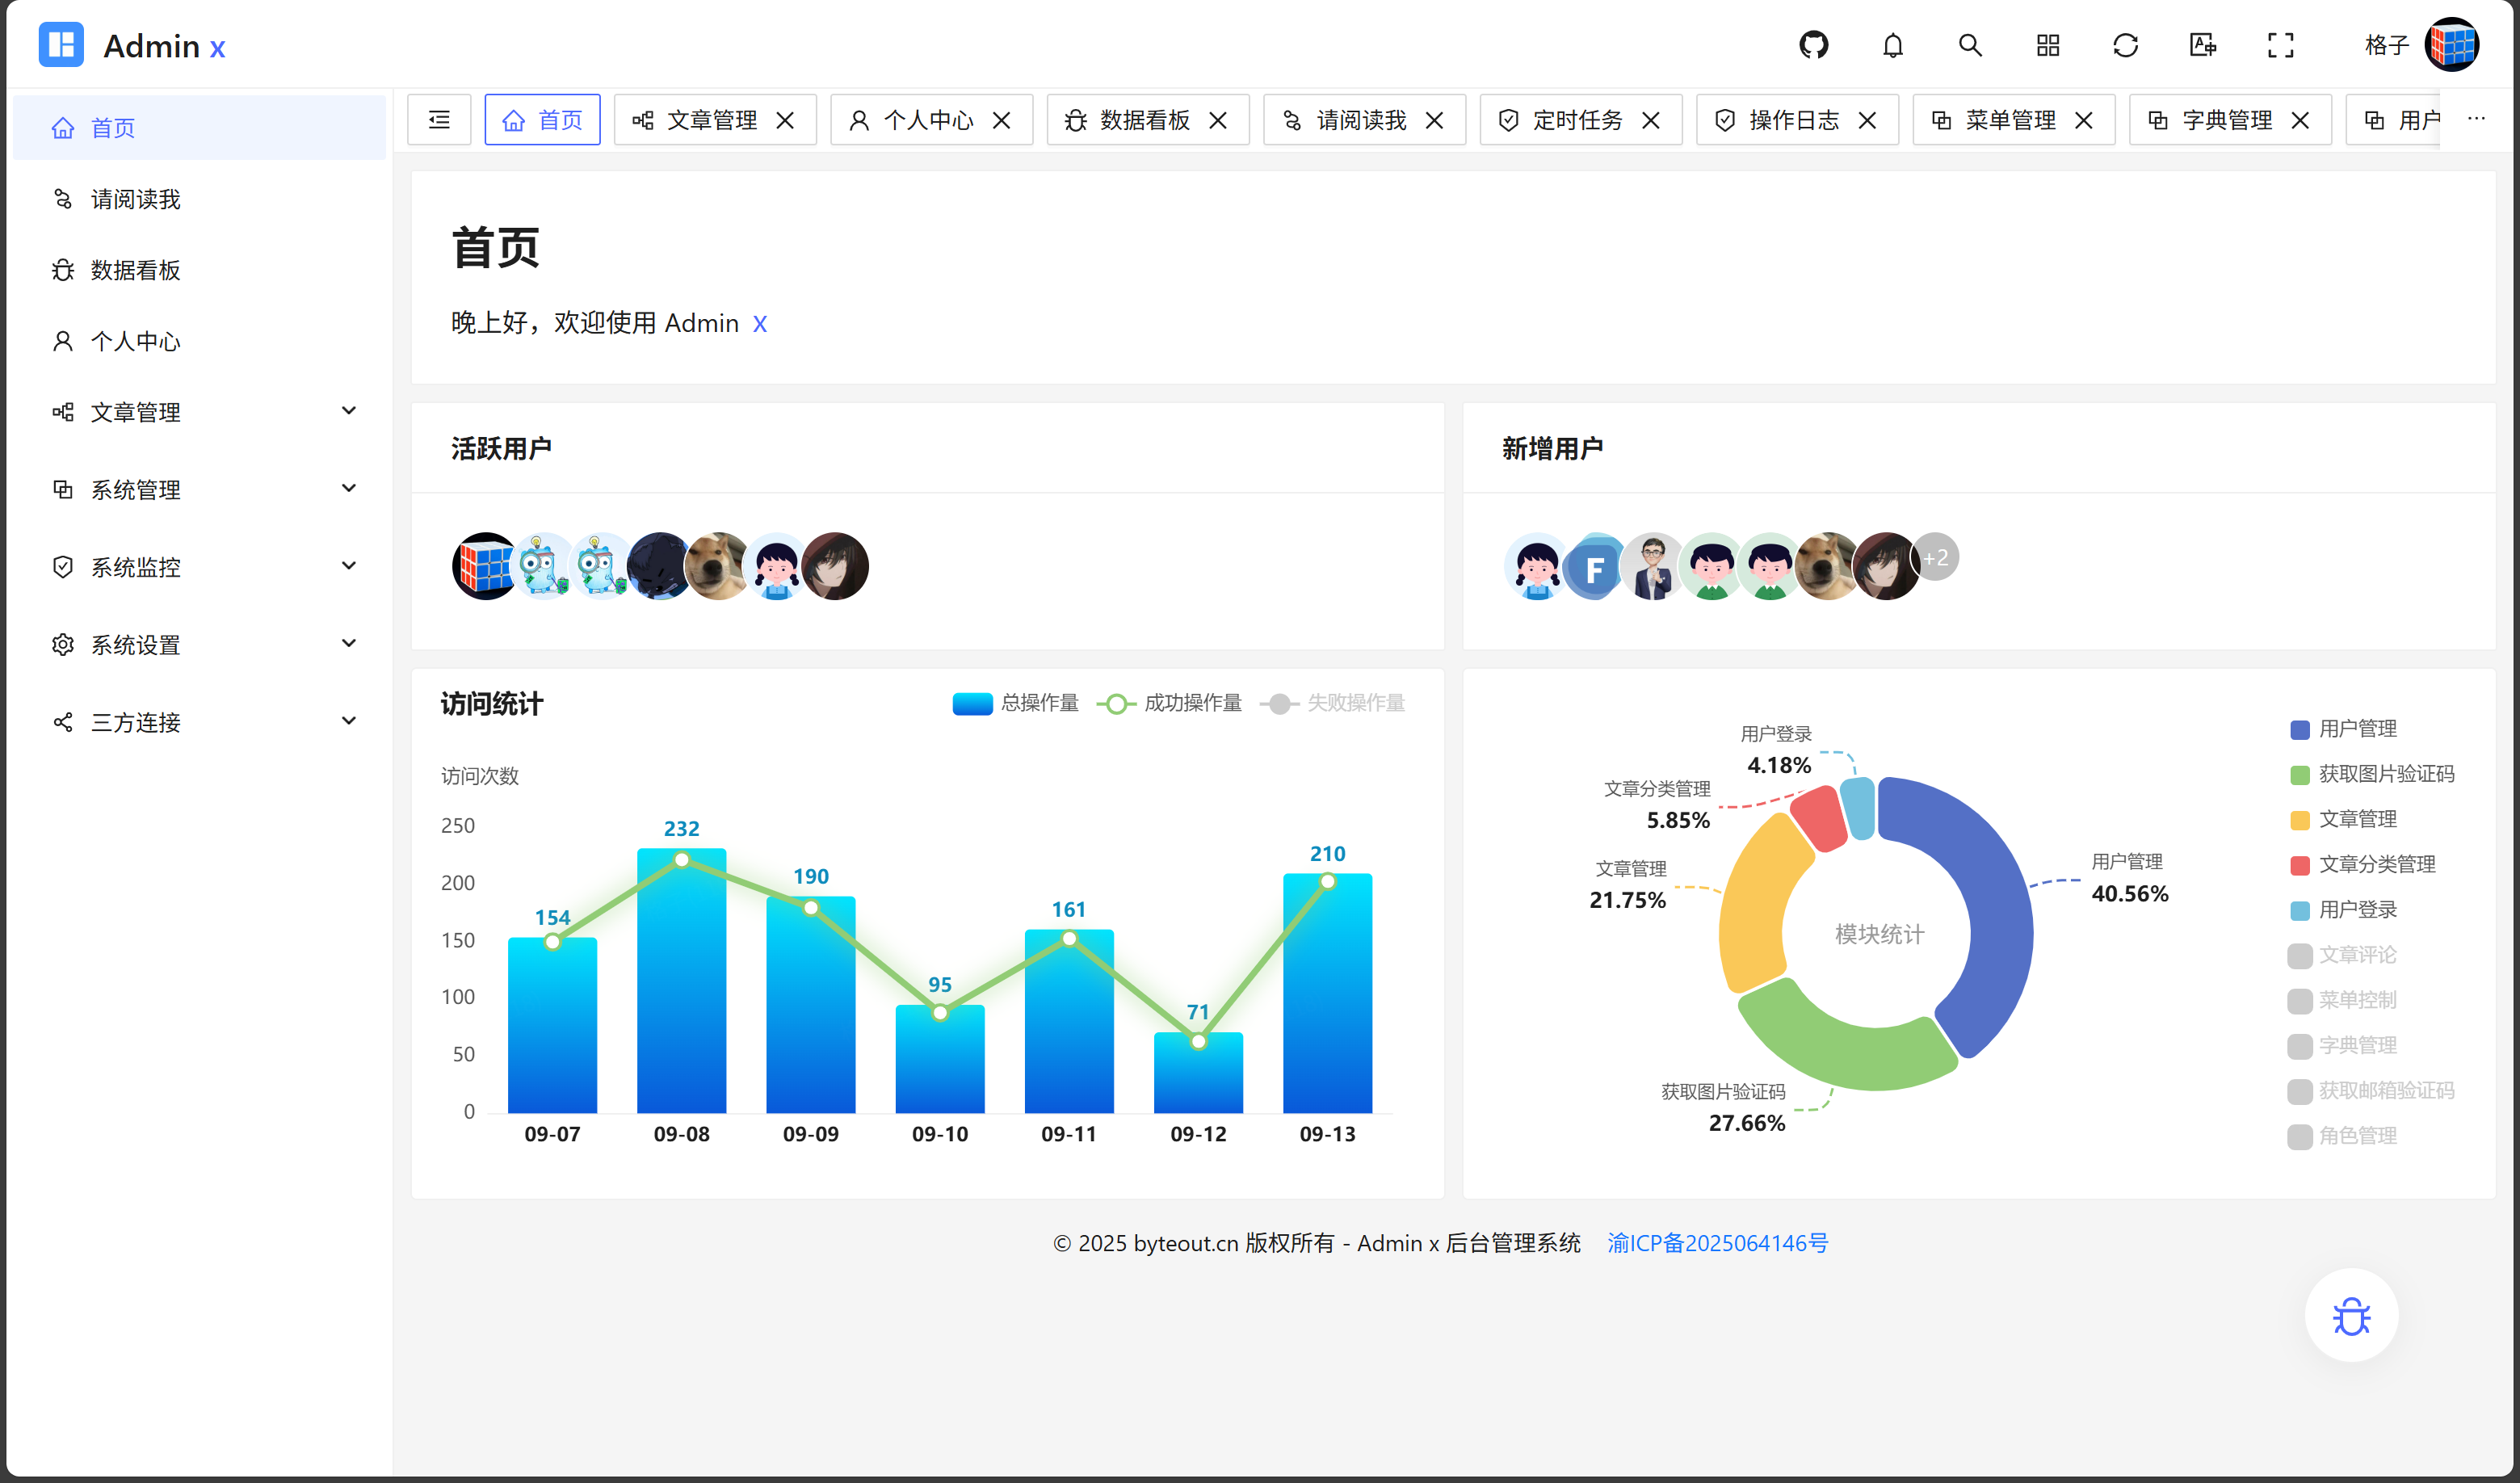 Admin x
格子
首页
请阅读我
数据看板
个人中心
文章管理
系统管理
系统监控
系统设置
三方连接
首页 文章管理 个人中心 数据看板 请阅读我 定时任务 操作日志 菜单管理 字典管理 用户
首页
晚上好，欢迎使用 Admin X
活跃用户
新增用户
F
+2
访问统计
总操作量 成功操作量 失败操作量
访问次数
250
200
150
100
50
0
154
232
190
95
161
71
210
09-07 09-08 09-09 09-10 09-11 09-12 09-13
用户登录
4.18%
文章分类管理
5.85%
文章管理
21.75%
用户管理
40.56%
模块统计
获取图片验证码
27.66%
用户管理
获取图片验证码
文章管理
文章分类管理
用户登录
文章评论
菜单控制
字典管理
获取邮箱验证码
角色管理
© 2025 byteout.cn 版权所有 - Admin x 后台管理系统 渝ICP备2025064146号